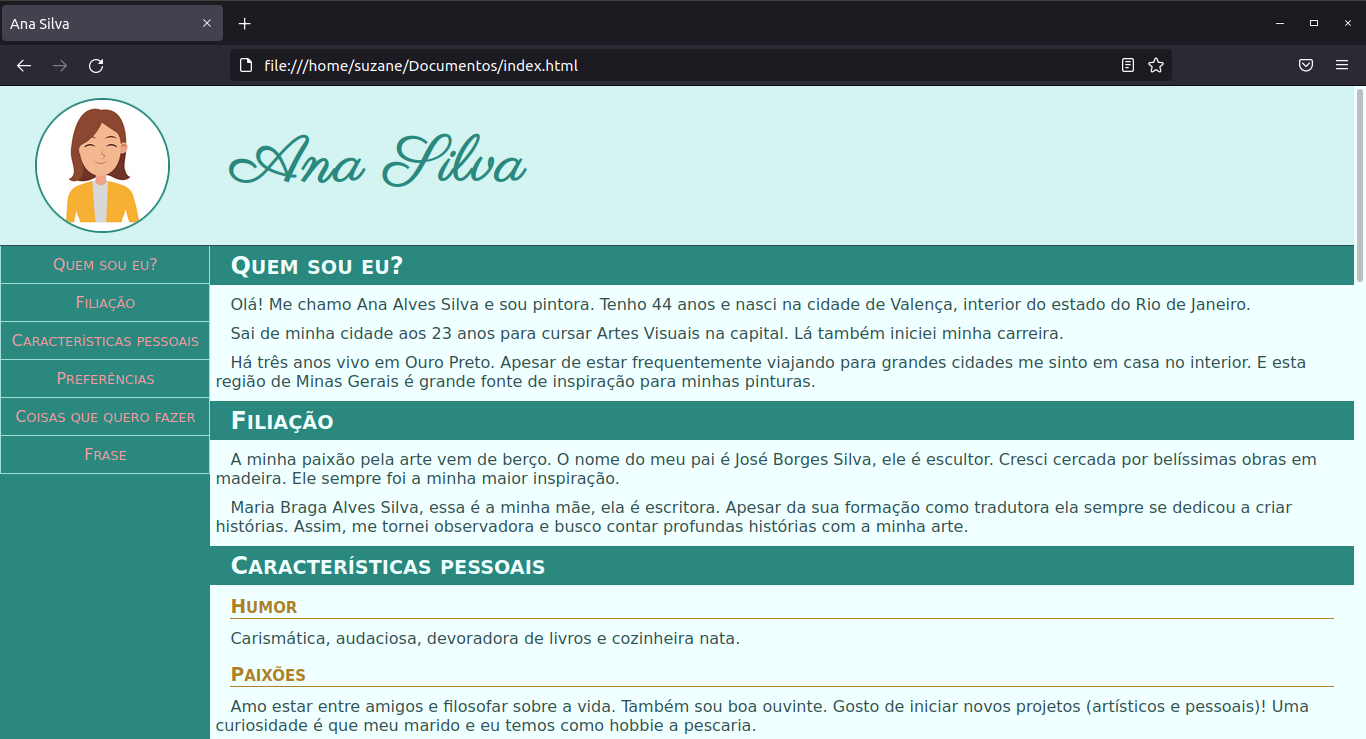 Ana Silva
file:///home/suzane/Documentos/index.html
Ana Silva
Quem sou eu?
Filiação
Características pessoais
Preferências
Coisas que quero fazer
Frase
Quem sou eu?
Olá! Me chamo Ana Alves Silva e sou pintora. Tenho 44 anos e nasci na cidade de Valença, interior do estado do Rio de Janeiro.
Sai de minha cidade aos 23 anos para cursar Artes Visuais na capital. Lá também iniciei minha carreira.
Há três anos vivo em Ouro Preto. Apesar de estar frequentemente viajando para grandes cidades me sinto em casa no interior. E esta
região de Minas Gerais é grande fonte de inspiração para minhas pinturas.
Filiação
A minha paixão pela arte vem de berço. O nome do meu pai é José Borges Silva, ele é escultor. Cresci cercada por belíssimas obras em
madeira. Ele sempre foi a minha maior inspiração.
Maria Braga Alves Silva, essa é a minha mãe, ela é escritora. Apesar da sua formação como tradutora ela sempre se dedicou a criar
histórias. Assim, me tornei observadora e busco contar profundas histórias com a minha arte.
Características pessoais
Humor
Carismática, audaciosa, devoradora de livros e cozinheira nata.
Paixões
Amo estar entre amigos e filosofar sobre a vida. Também sou boa ouvinte. Gosto de iniciar novos projetos (artísticos e pessoais)! Uma
curiosidade é que meu marido e eu temos como hobbie a pescaria.